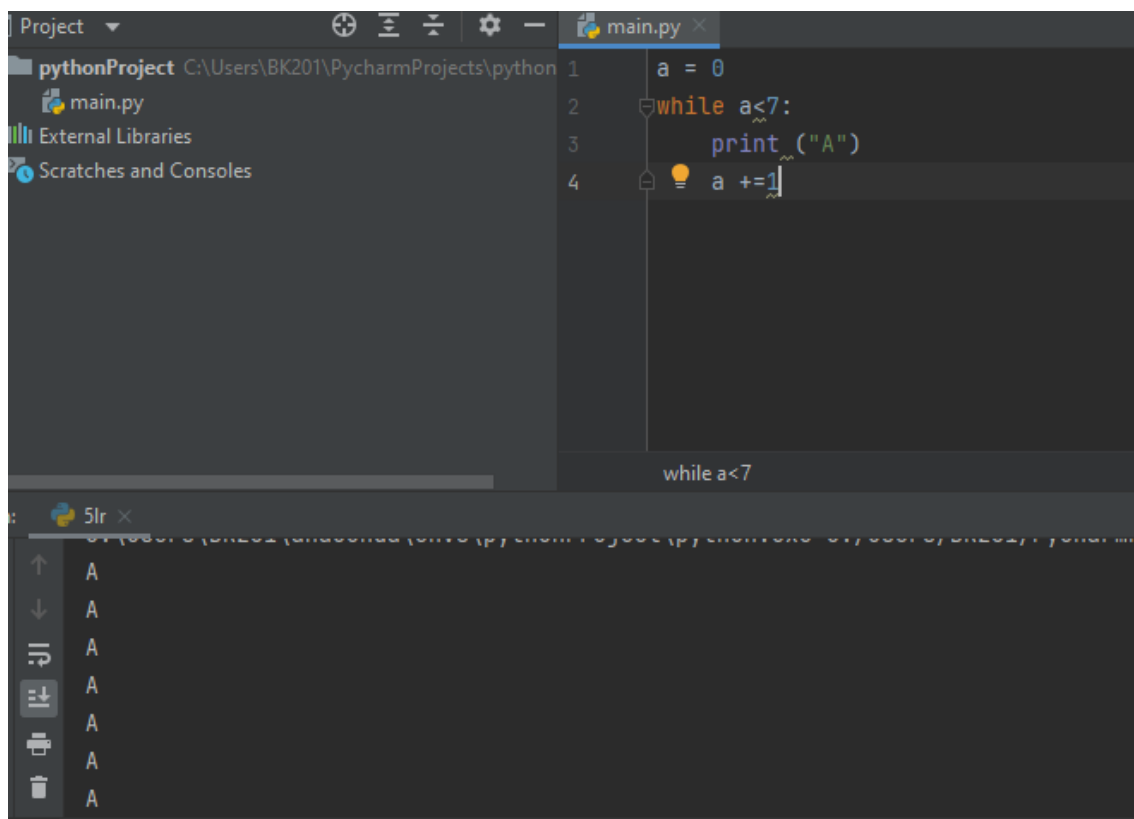 Project
main.py
pythonProject C:\Users\BK201\PycharmProjects\python
main.py
External Libraries
Scratches and Consoles
1 a = 0
2 while a<7:
3 print ("A")
4 a +=1
while a<7
5lr
A
A
A
A
A
A
A